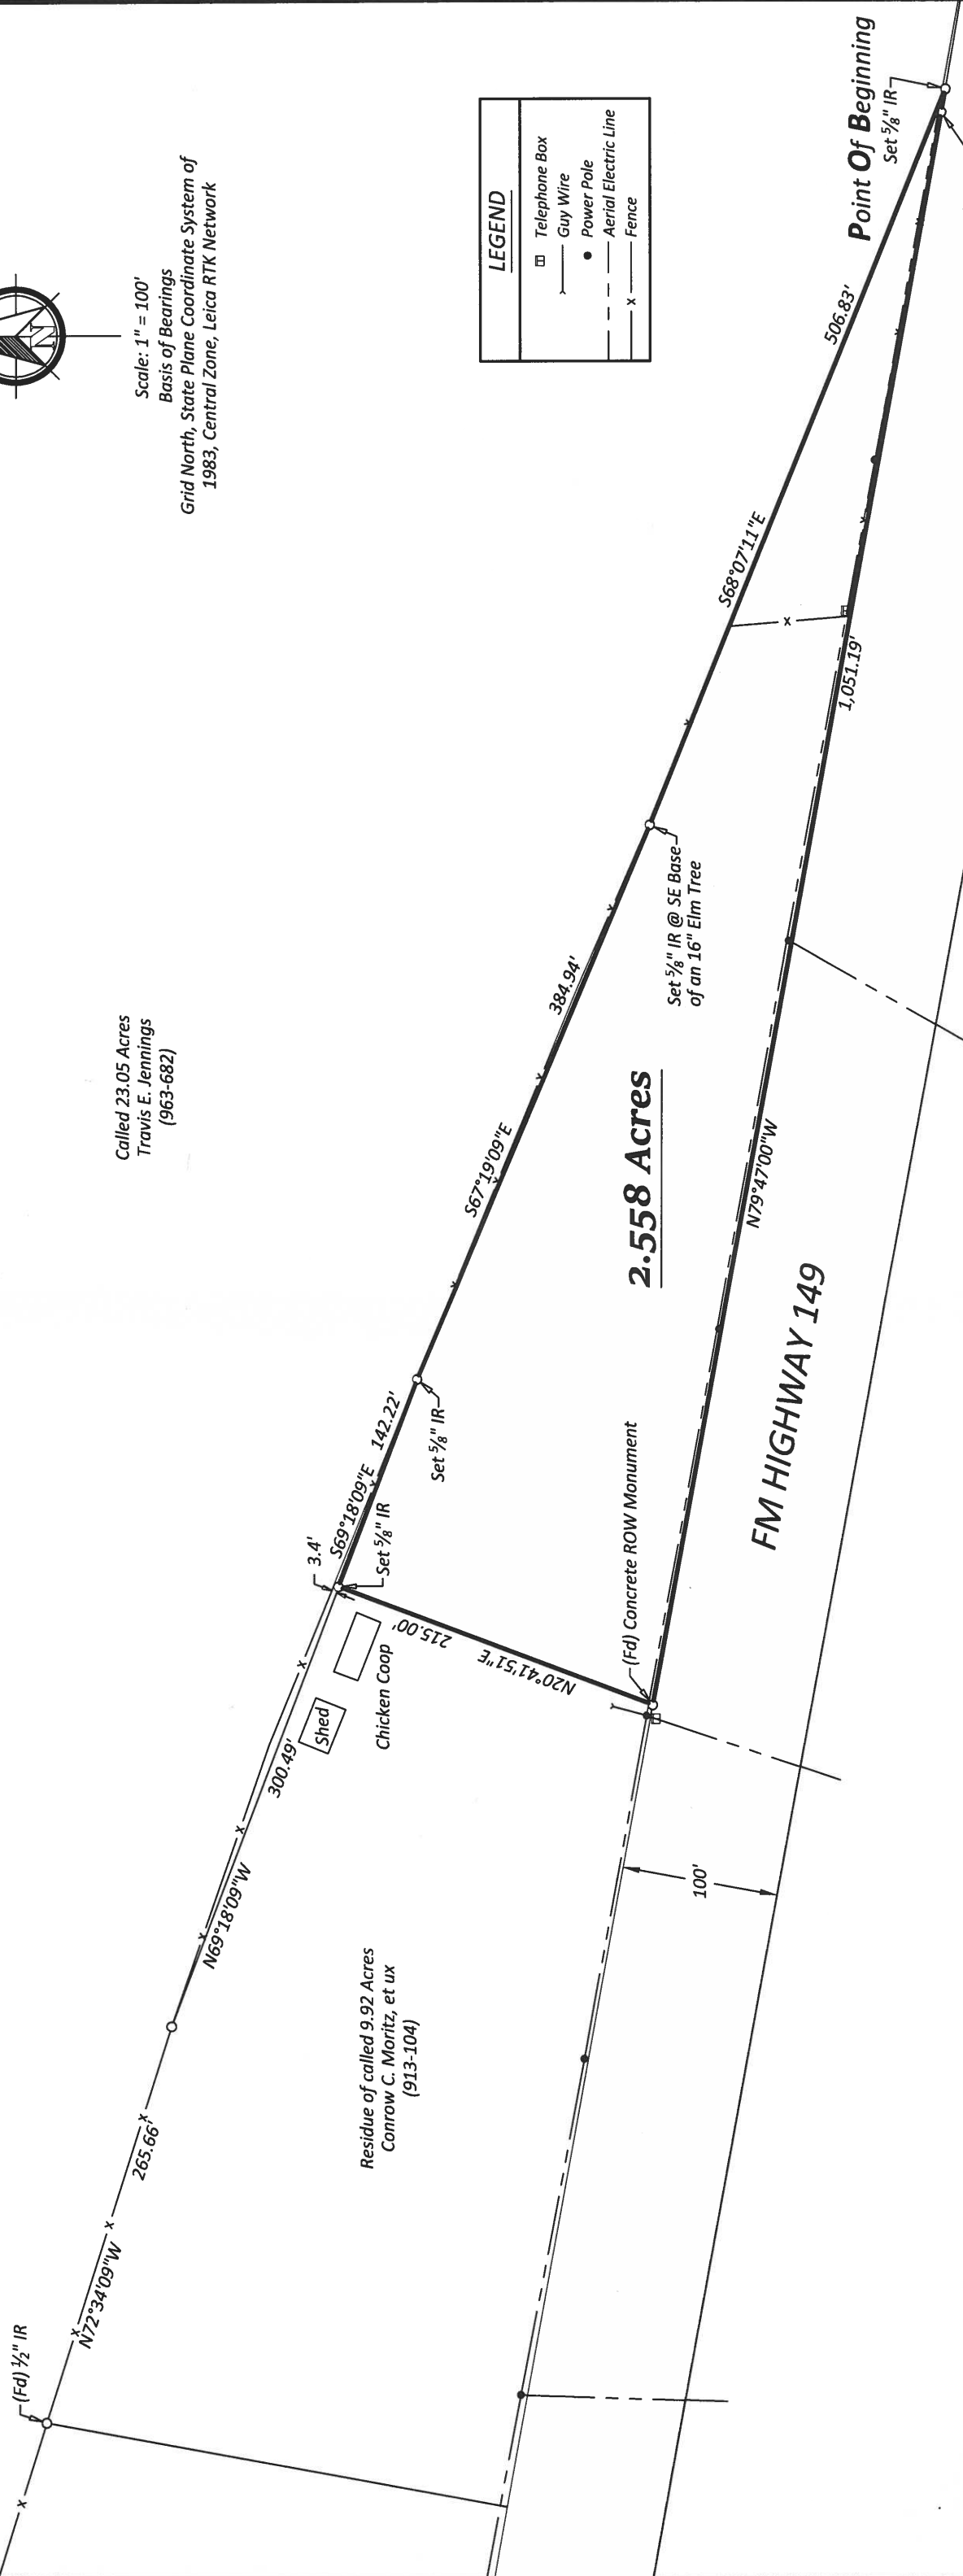 (Fd) ½" IR
N72°34'09"W
265.66'
N69°18'09"W
300.49'
Shed
Chicken Coop
3.4'
S69°18'09"E
142.22'
Set ⅝" IR
Set ⅝" IR
N20°41'51"E
215.00'
Called 23.05 Acres
Travis E. Jennings
(963-682)
N
Scale: 1" = 100'
Basis of Bearings
Grid North, State Plane Coordinate System of
1983, Central Zone, Leica RTK Network
LEGEND
Telephone Box
Guy Wire
Power Pole
Aerial Electric Line
x Fence
S67°19'09"E
384.94'
Set ⅝" IR @ SE Base
of an 16" Elm Tree
S68°07'11"E
506.83'
Point Of Beginning
Set ⅝" IR
2.558 Acres
(Fd) Concrete ROW Monument
N79°47'00"W
1,051.19'
Residue of called 9.92 Acres
Conrow C. Moritz, et ux
(913-104)
100'
FM HIGHWAY 149